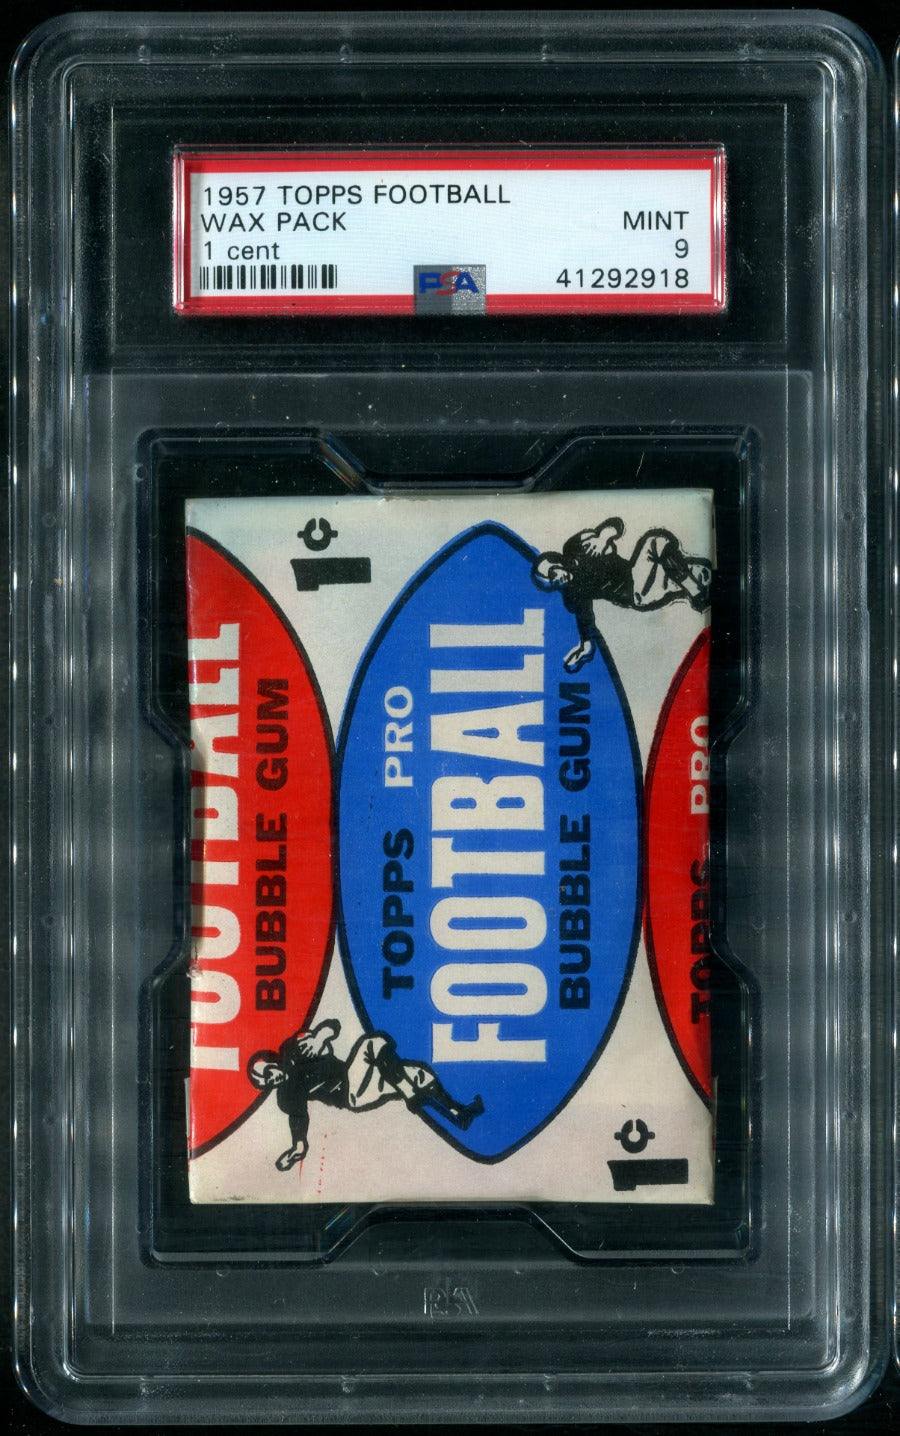 1957 TOPPS FOOTBALL
WAX PACK MINT
1 cent 9
PSA 41292918
1¢
FOOTBALL
BUBBLE GUM
TOPPS PRO
FOOTBALL
BUBBLE GUM
TOPPS PRO
1¢
PSA